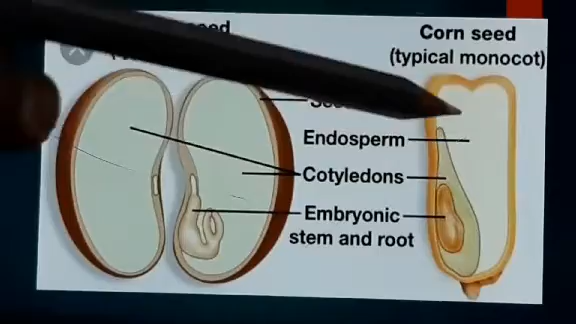 Corn seed
(typical monocot)
Endosperm
Cotyledons
Embryonic
stem and root